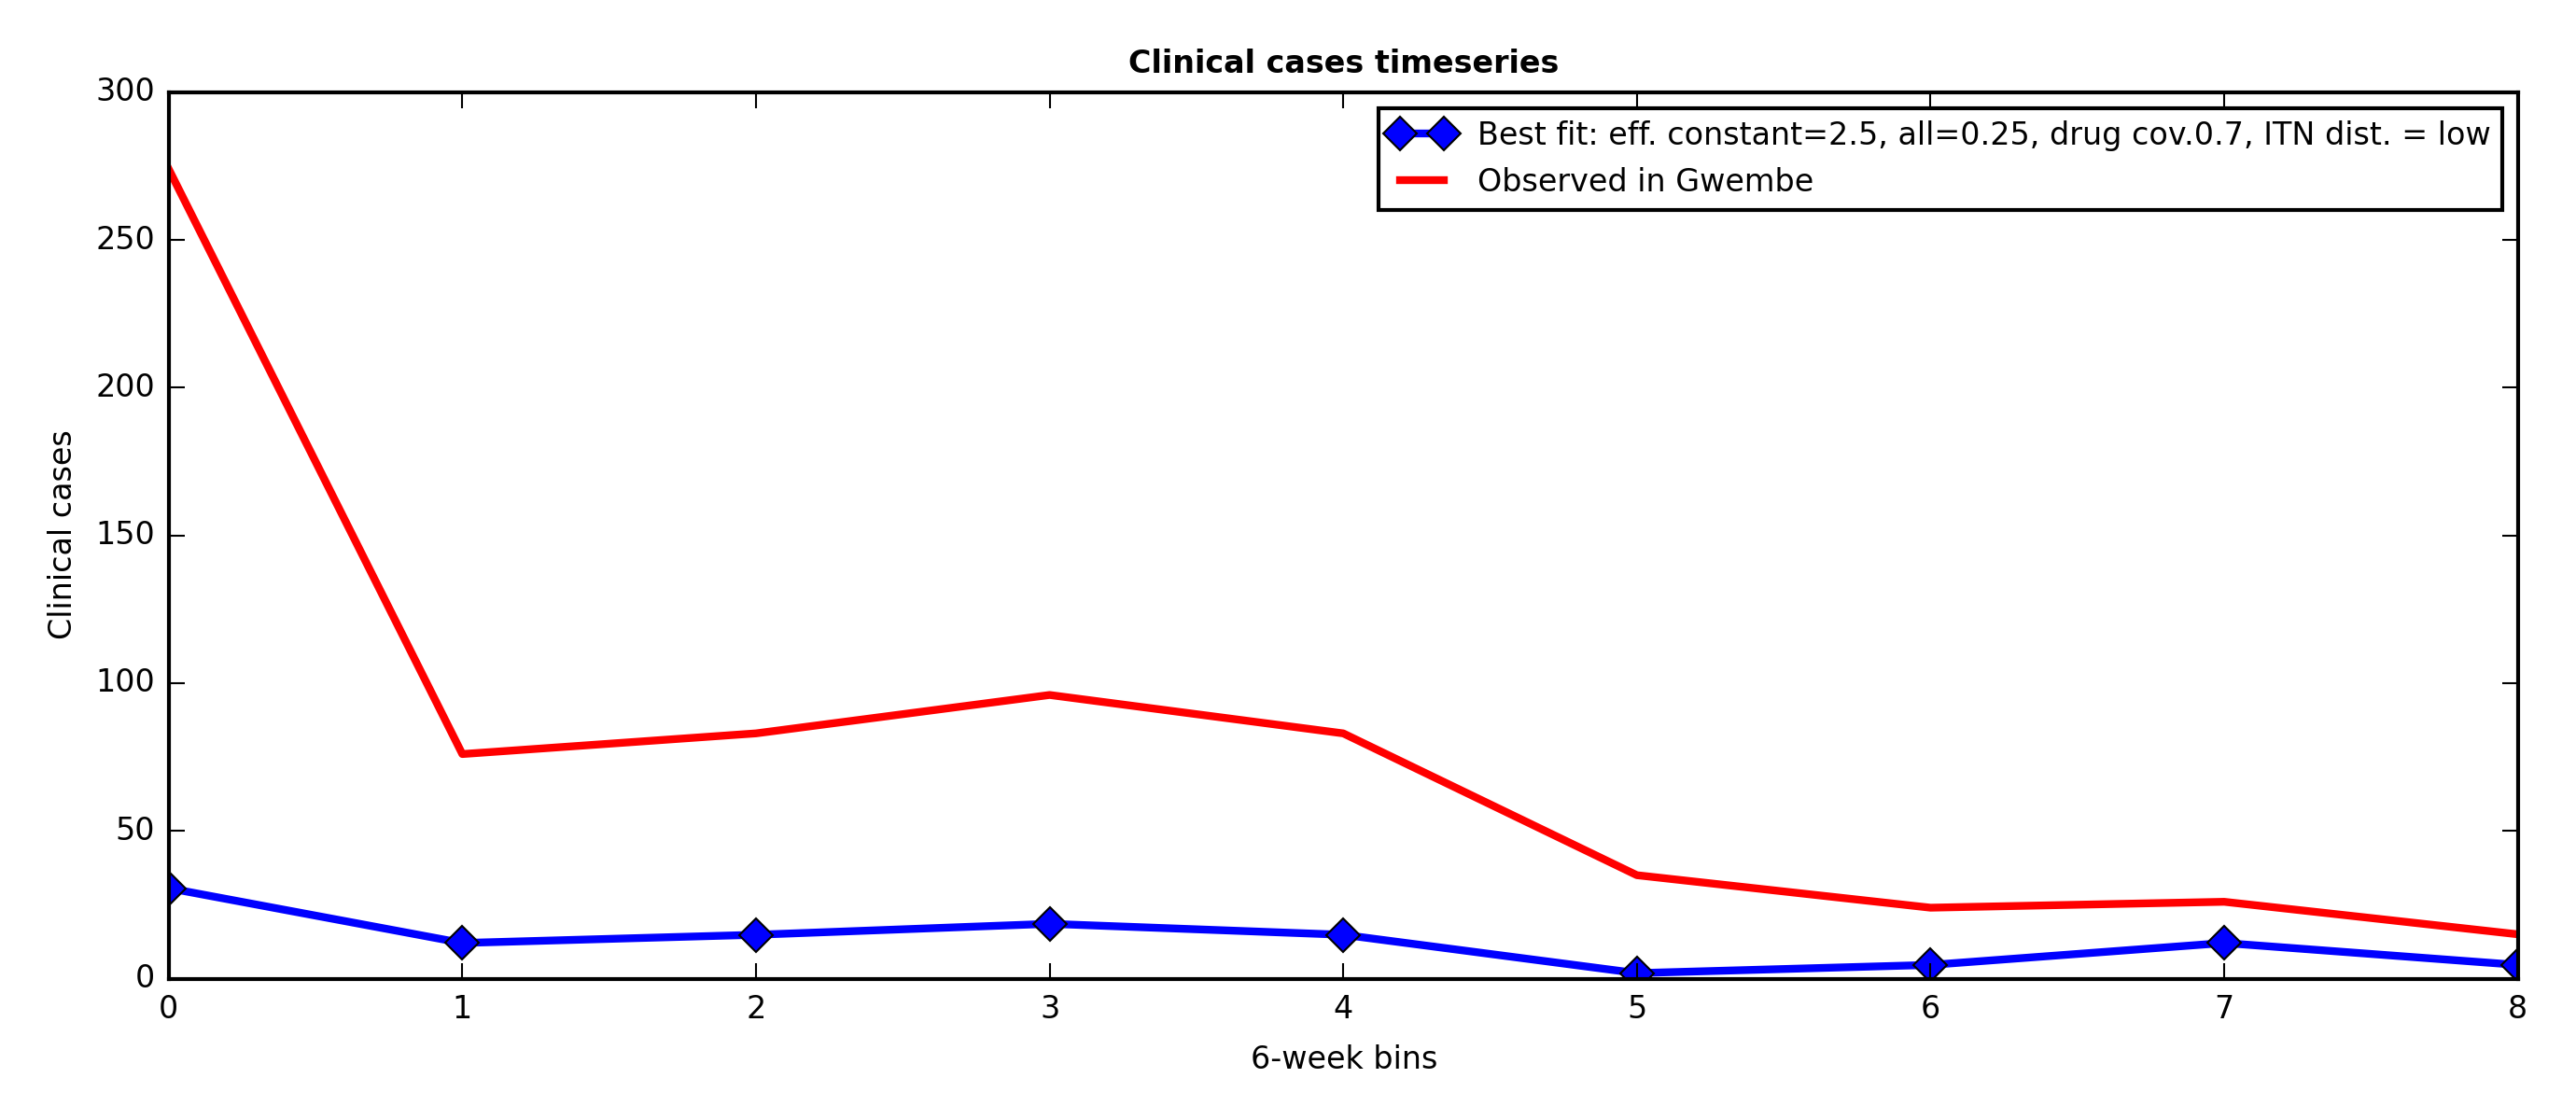 Clinical cases timeseries
300
250
200
150
100
50
0
Clinical cases
Best fit: eff. constant=2.5, all=0.25, drug cov.0.7, ITN dist. = low
Observed in Gwembe
0 1 2 3 4 5 6 7 8
6-week bins